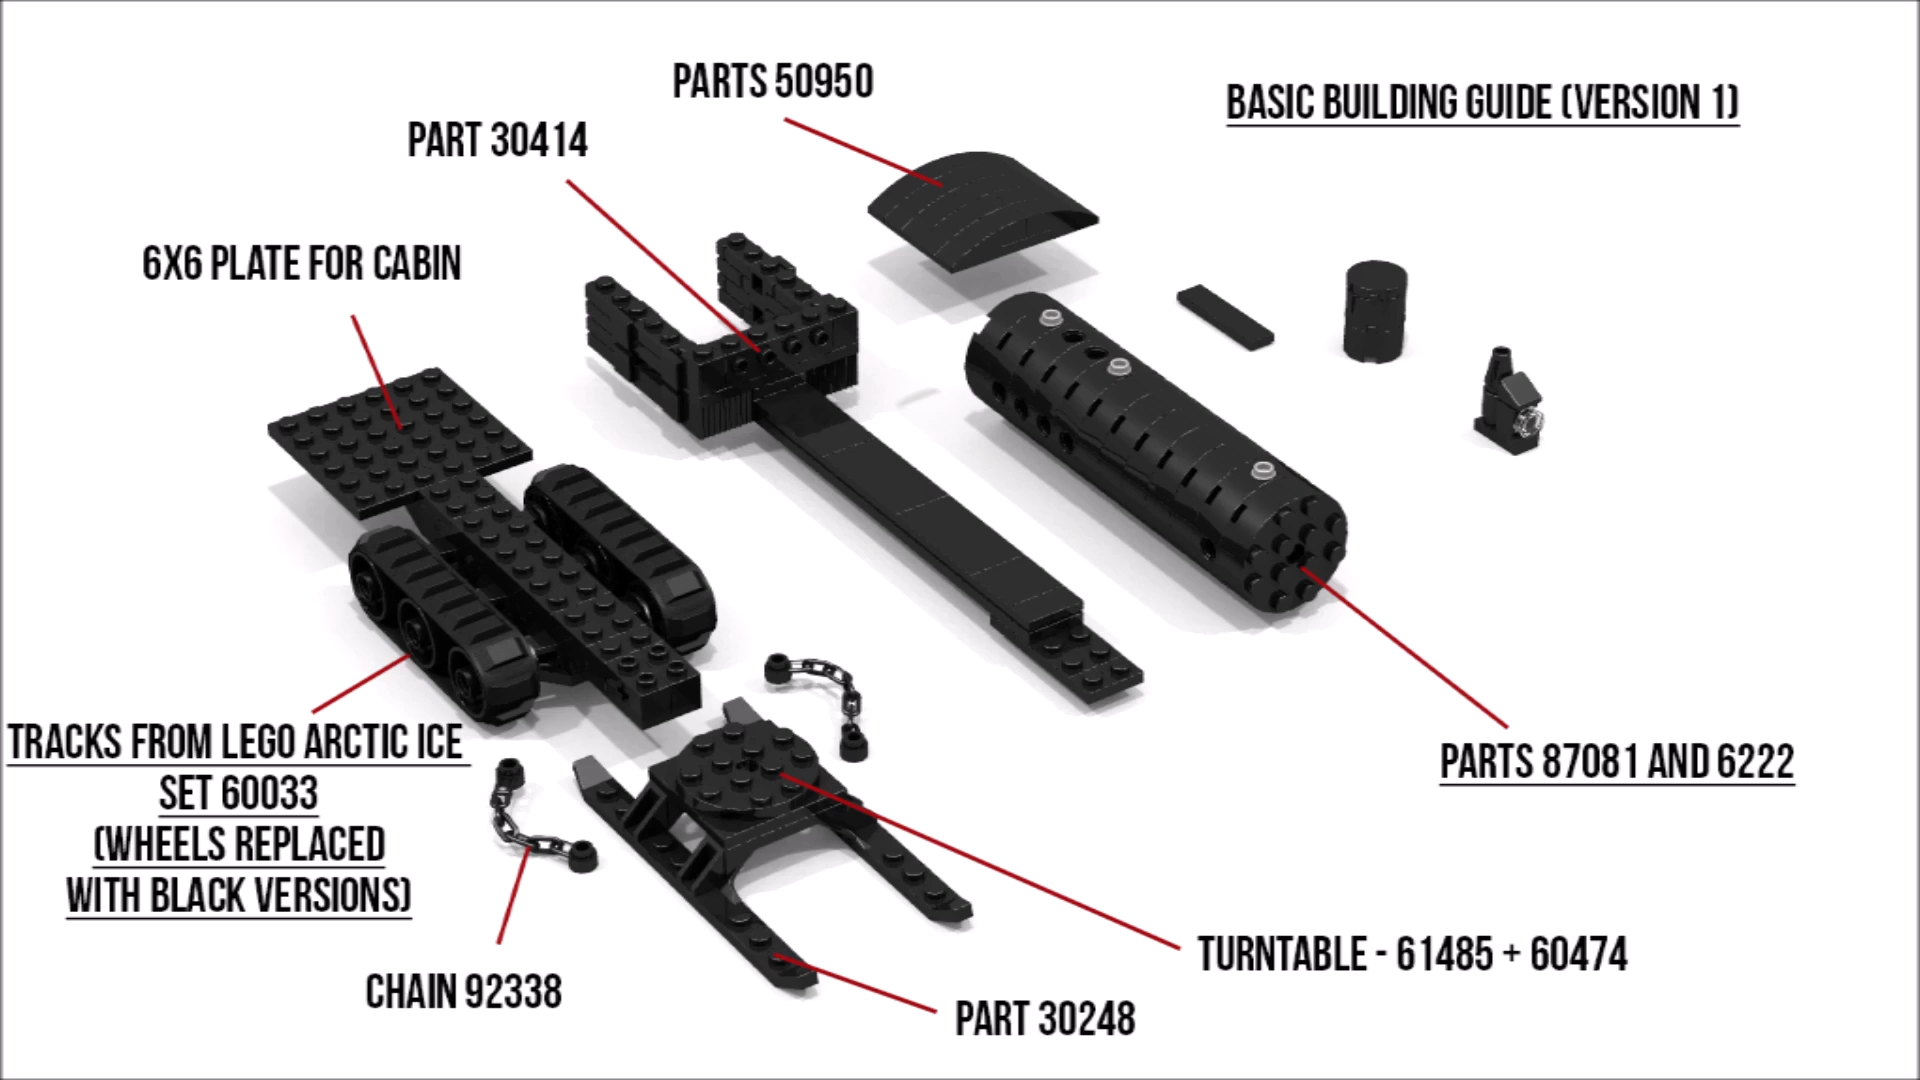 PARTS 50950
BASIC BUILDING GUIDE (VERSION 1)
PART 30414
6X6 PLATE FOR CABIN
TRACKS FROM LEGO ARCTIC ICE
SET 60033
(WHEELS REPLACED
WITH BLACK VERSIONS)
PARTS 87081 AND 6222
TURNTABLE - 61485 + 60474
CHAIN 92338
PART 30248